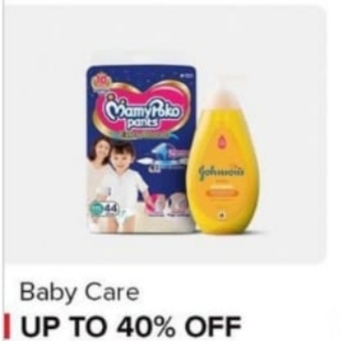 MamyPoko
pants
44
Johnson's
Baby Care
UP TO 40% OFF